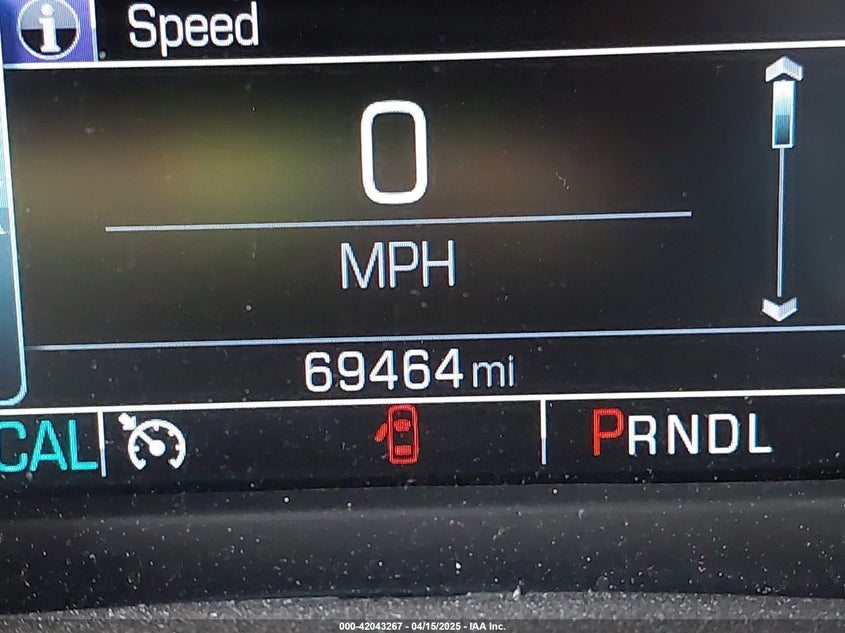 i Speed
0
MPH
69464 mi
CAL PRNDL
000-42043267 - 04/15/2025 - IAA Inc.